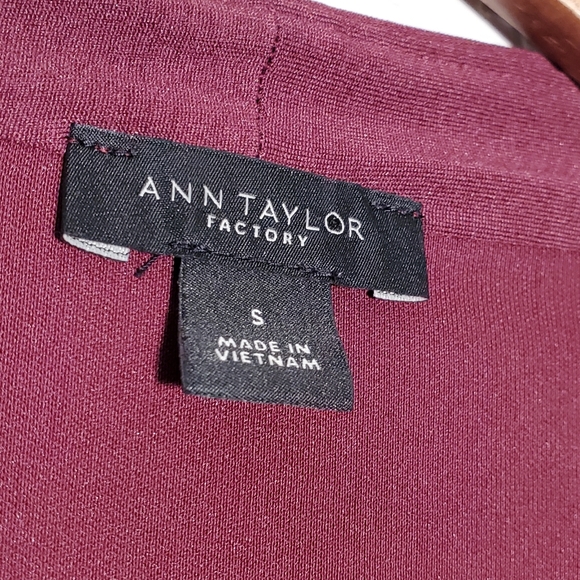 ANN TAYLOR
FACTORY
S
MADE IN
VIETNAM